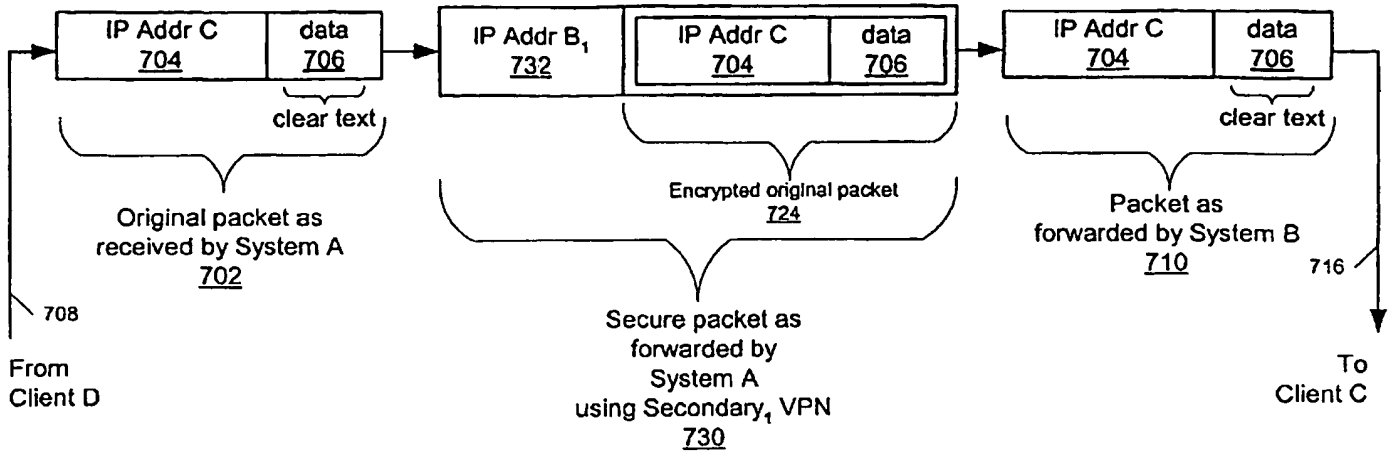 IP Addr C
704
data
706
clear text
Original packet as
received by System A
702
708
From
Client D
IP Addr B₁
732
IP Addr C
704
data
706
Encrypted original packet
724
Secure packet as
forwarded by
System A
using Secondary₁ VPN
730
IP Addr C
704
data
706
clear text
Packet as
forwarded by System B
710
716
To
Client C